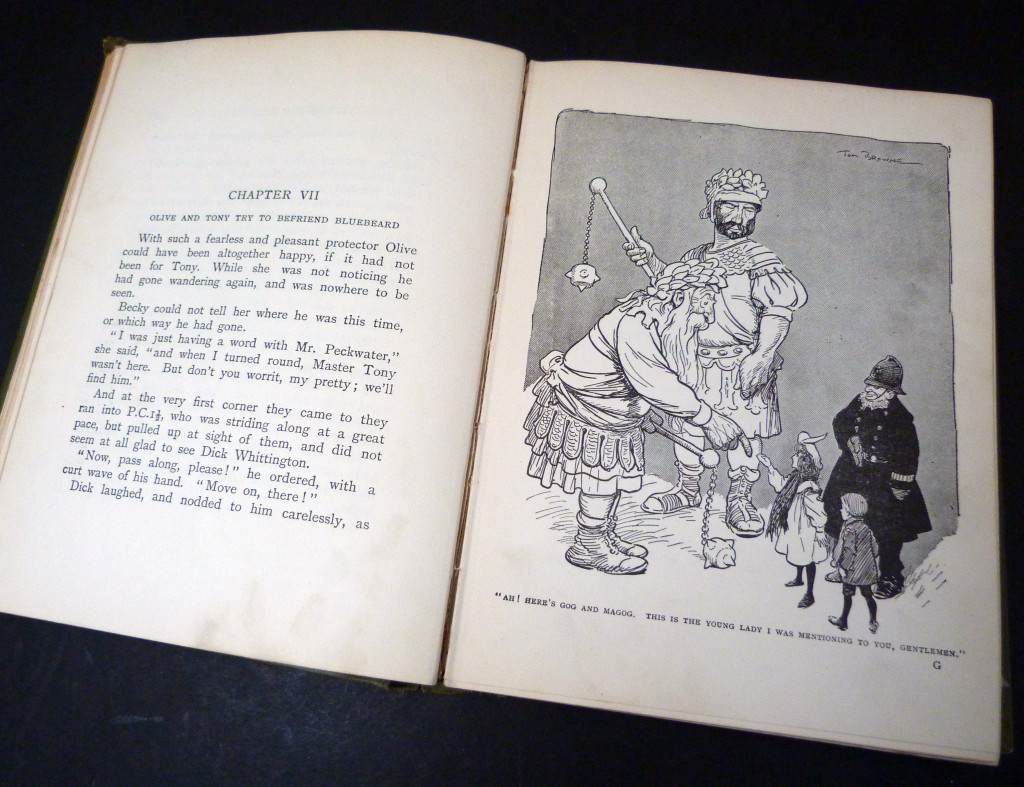 CHAPTER VII
OLIVE AND TONY TRY TO BEFRIEND BLUEBEARD
With such a fearless and pleasant protector Olive
could have been altogether happy, if it had not
been for Tony. While she was not noticing he
had gone wandering again, and was nowhere to be
seen.
Becky could not tell her where he was this time,
or which way he had gone.
"I was just having a word with Mr. Peckwater,"
she said, "and when I turned round, Master Tony
wasn't here. But don't you worrit, my pretty; we'll
find him."
And at the very first corner they came to they
ran into P.C.1½, who was striding along at a great
pace, but pulled up at sight of them, and did not
seem at all glad to see Dick Whittington.
"Now, pass along, please!" he ordered, with a
curt wave of his hand. "Move on, there!"
Dick laughed, and nodded to him carelessly, as
TOM BROWNE
"AH! HERE'S GOG AND MAGOG. THIS IS THE YOUNG LADY I WAS MENTIONING TO YOU, GENTLEMEN."
G